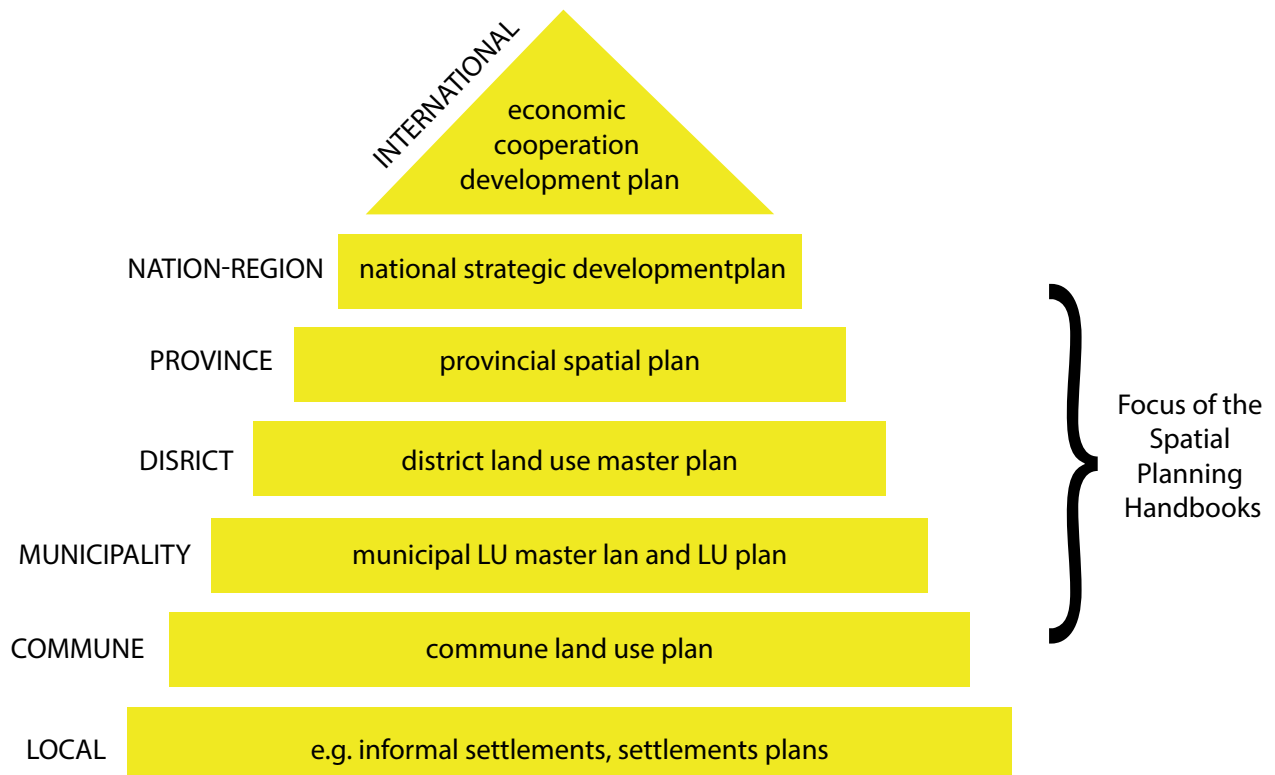 INTERNATIONAL
economic
cooperation
development plan
NATION-REGION
national strategic developmentplan
PROVINCE
provincial spatial plan
DISRICT
district land use master plan
MUNICIPALITY
municipal LU master lan and LU plan
COMMUNE
commune land use plan
LOCAL
e.g. informal settlements, settlements plans
Focus of the
Spatial
Planning
Handbooks